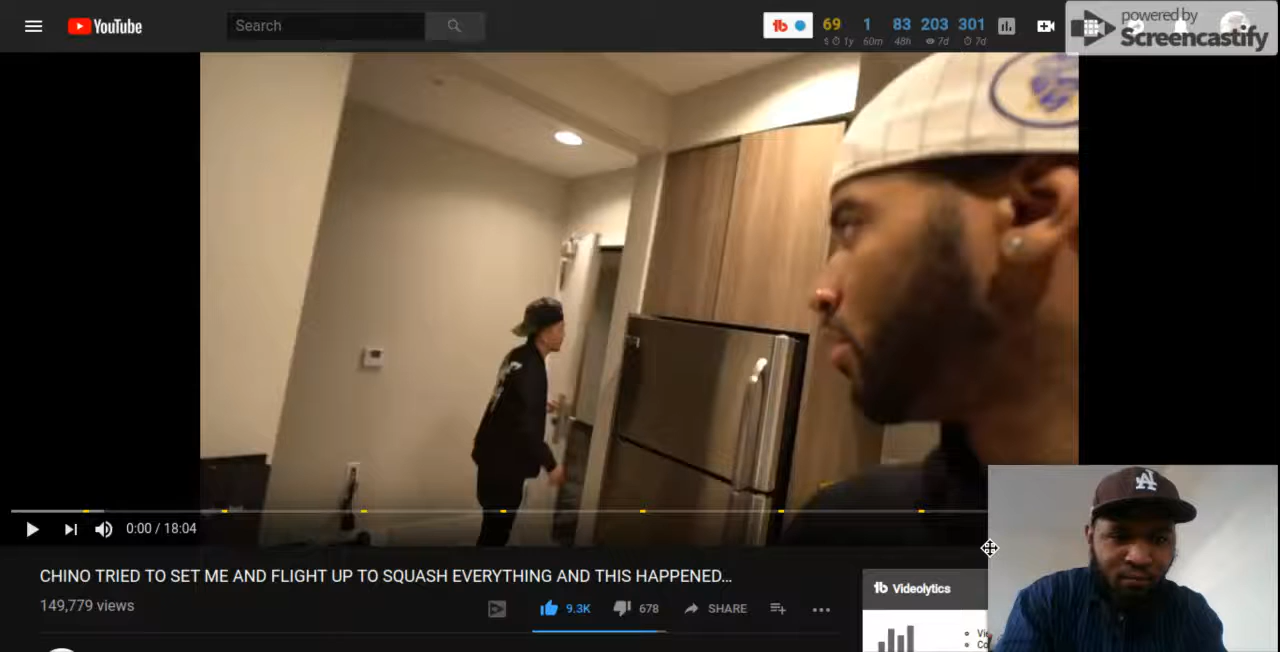 YouTube
Search
tb
69 1 83 203 301
1y 60m 48h 7d 7d
powered by
Screencastify
0:00 / 18:04
CHINO TRIED TO SET ME AND FLIGHT UP TO SQUASH EVERYTHING AND THIS HAPPENED...
149,779 views
9.3K 678 SHARE
tb Videolytics